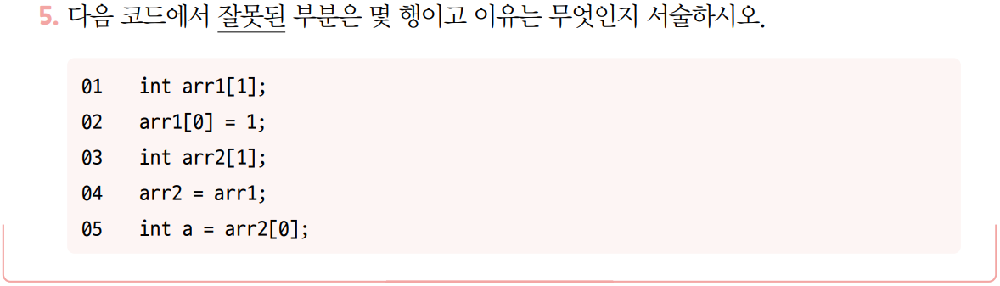 5. 다음 코드에서 잘못된 부분은 몇 행이고 이유는 무엇인지 서술하시오.
01 int arr1[1];
02 arr1[0] = 1;
03 int arr2[1];
04 arr2 = arr1;
05 int a = arr2[0];